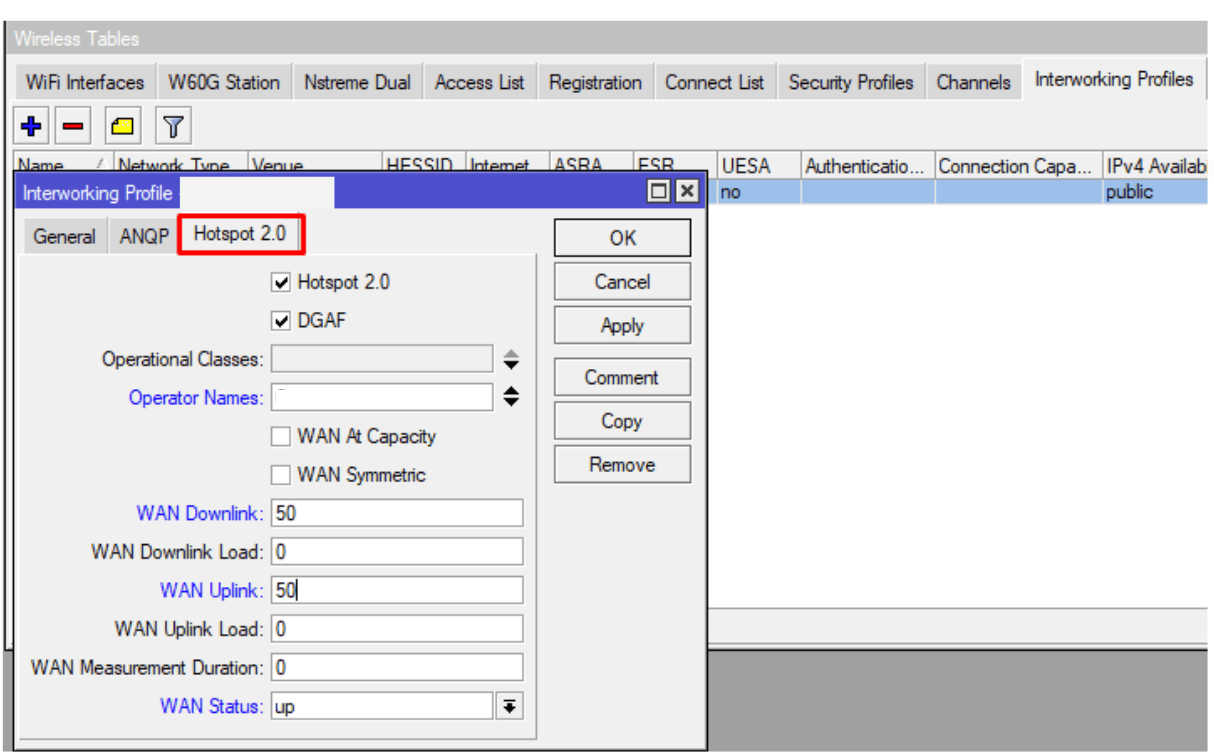 Wireless Tables
WiFi Interfaces W60G Station Nstreme Dual Access List Registration Connect List Security Profiles Channels Interworking Profiles
Name Network Type Venue HESSID Internet ASRA ESR UESA Authenticatio... Connection Capa... IPv4 Availab
Interworking Profile no public
General ANQP Hotspot 2.0 OK
Hotspot 2.0 Cancel
DGAF Apply
Operational Classes: Comment
Operator Names: Copy
WAN At Capacity Remove
WAN Symmetric
WAN Downlink: 50
WAN Downlink Load: 0
WAN Uplink: 50
WAN Uplink Load: 0
WAN Measurement Duration: 0
WAN Status: up